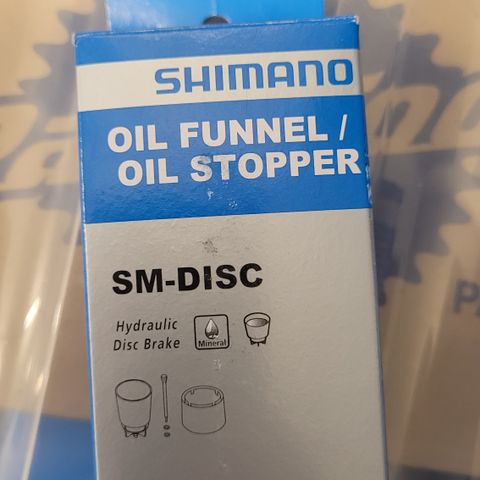 SHIMANO
OIL FUNNEL /
OIL STOPPER
SM-DISC
Hydraulic
Disc Brake
Mineral